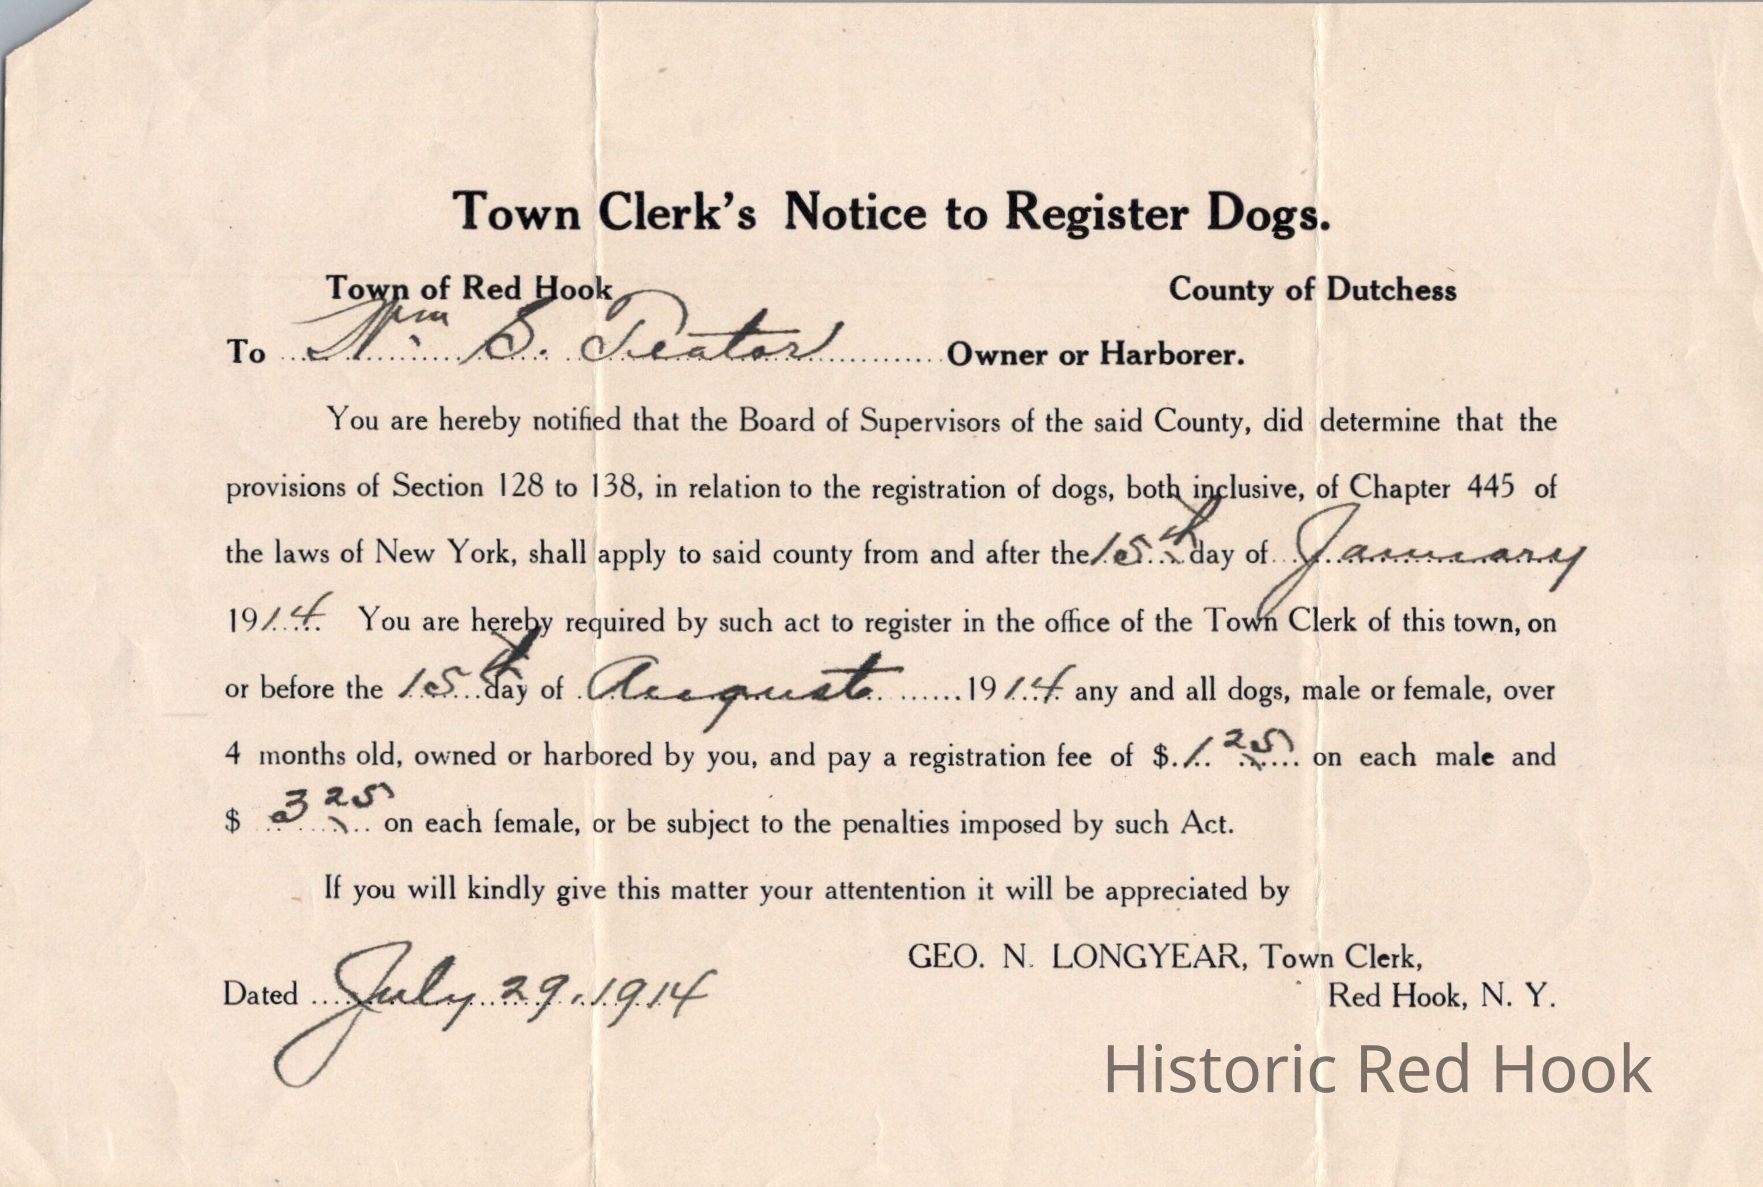 Town Clerk's Notice to Register Dogs.
Town of Red Hook County of Dutchess
To Wm S. Teator Owner or Harborer.
You are hereby notified that the Board of Supervisors of the said County, did determine that the
provisions of Section 128 to 138, in relation to the registration of dogs, both inclusive, of Chapter 445 of
the laws of New York, shall apply to said county from and after the 15th day of January
1914. You are hereby required by such act to register in the office of the Town Clerk of this town, on
or before the 15th day of August 1914 any and all dogs, male or female, over
4 months old, owned or harbored by you, and pay a registration fee of $ 1 25 on each male and
$ 3 25 on each female, or be subject to the penalties imposed by such Act.
If you will kindly give this matter your attentention it will be appreciated by
GEO. N. LONGYEAR, Town Clerk,
Dated July 29, 1914 Red Hook, N. Y.
Historic Red Hook